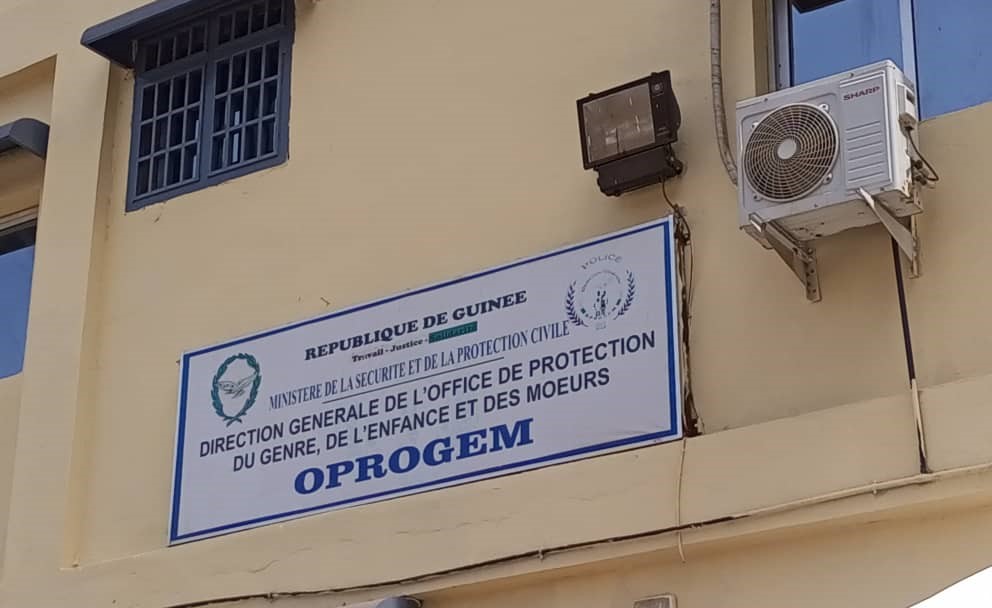 SHARP
POLICE
REPUBLIQUE DE GUINEE
Travail - Justice -
MINISTERE DE LA SECURITE ET DE LA PROTECTION CIVILE
DIRECTION GENERALE DE L'OFFICE DE PROTECTION
DU GENRE, DE L'ENFANCE ET DES MOEURS
OPROGEM